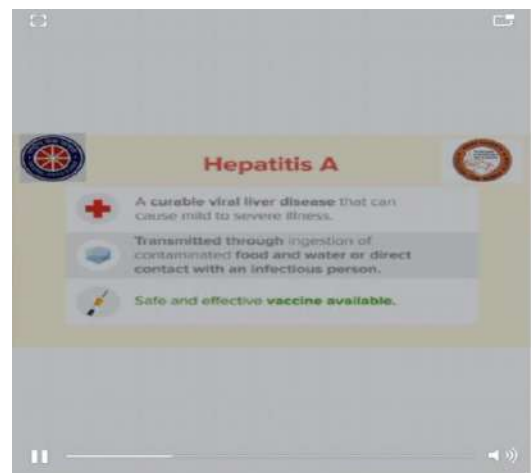 Hepatitis A
A curable viral liver disease that can
cause mild to severe illness.
Transmitted through ingestion of
contaminated food and water or direct
contact with an infectious person.
Safe and effective vaccine available.